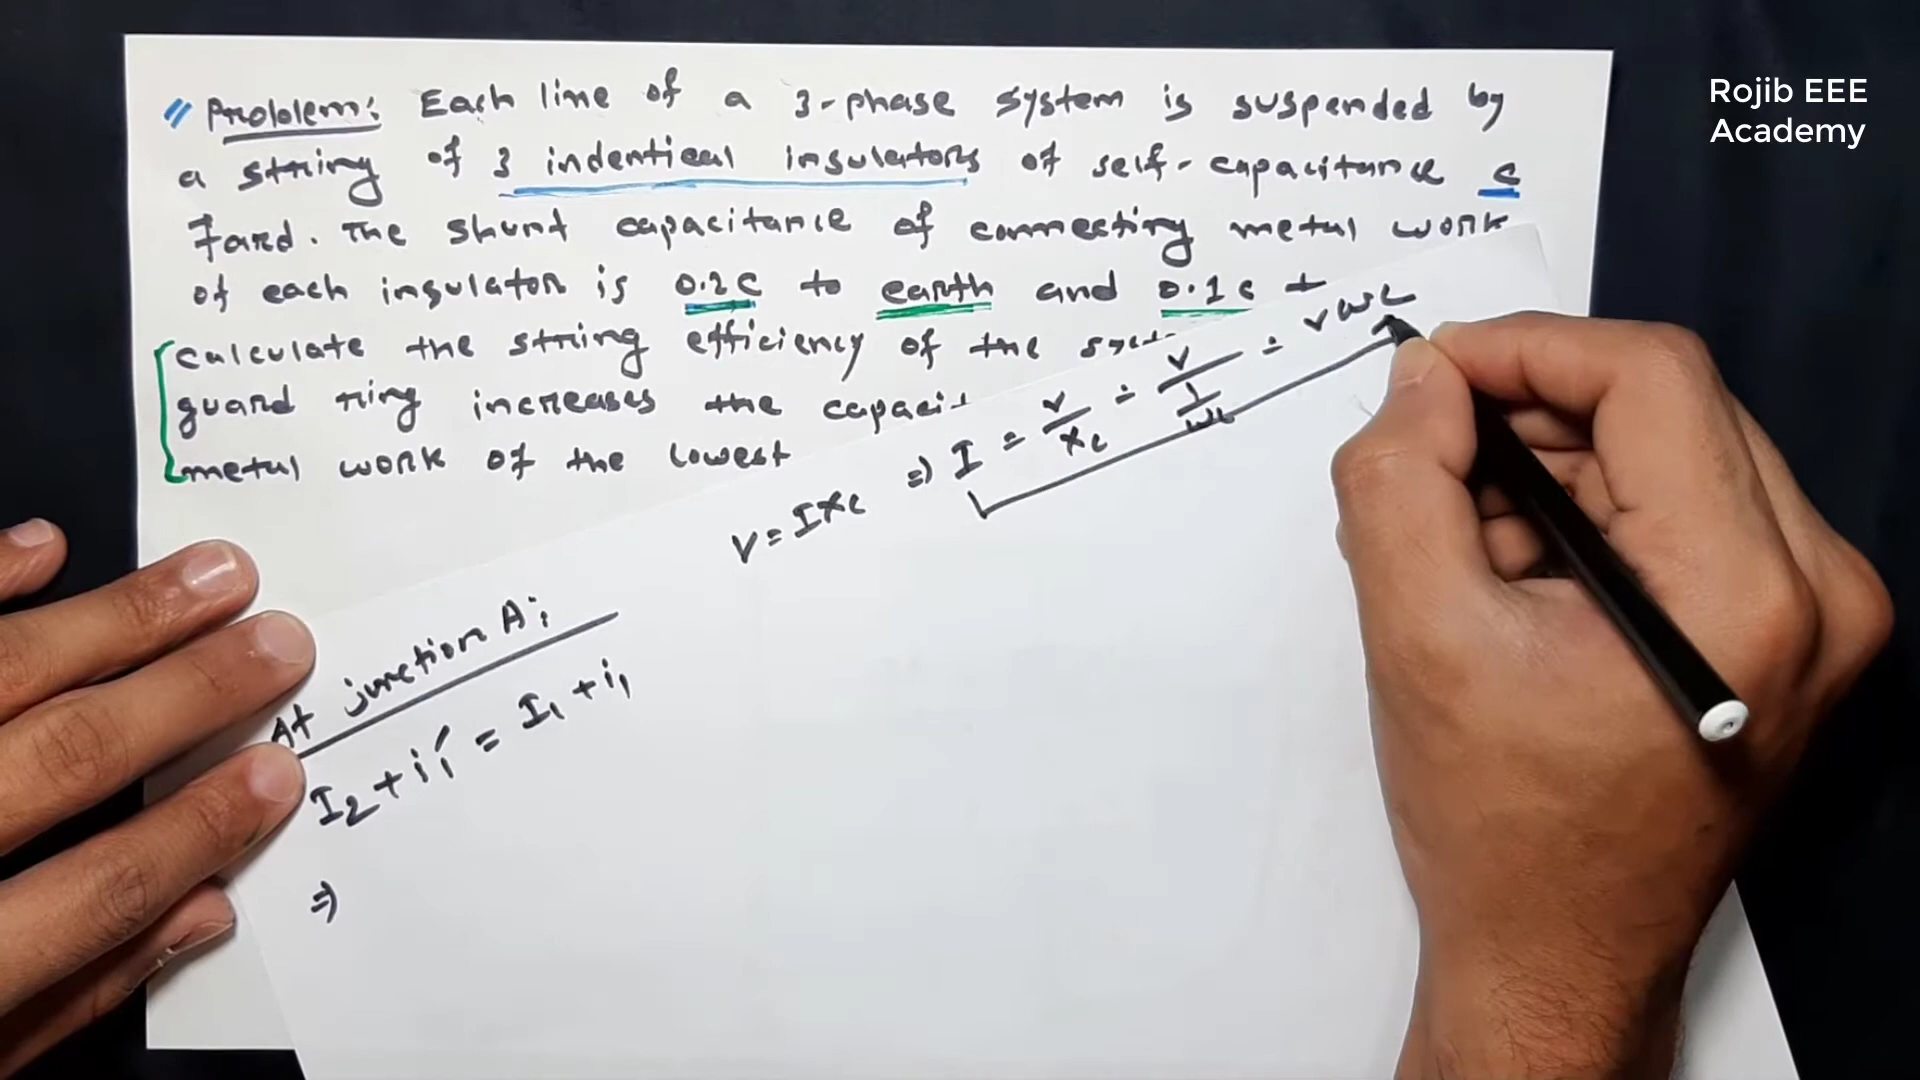 Problem: Each line of a 3-phase system is suspended by
a string of 3 indentical insulators of self-capacitance C
fard. The shunt capacitance of connecting metal work
of each insulator is 0.2C to earth and 0.1C
calculate the string efficiency of the
guard ring increases the
metal work of the lowest
V = IXc => I = V/Xc = V/(1/ωc) = Vωc
At junction A;
I2 + i1' = I1 + i1
=>
Rojib EEE
Academy